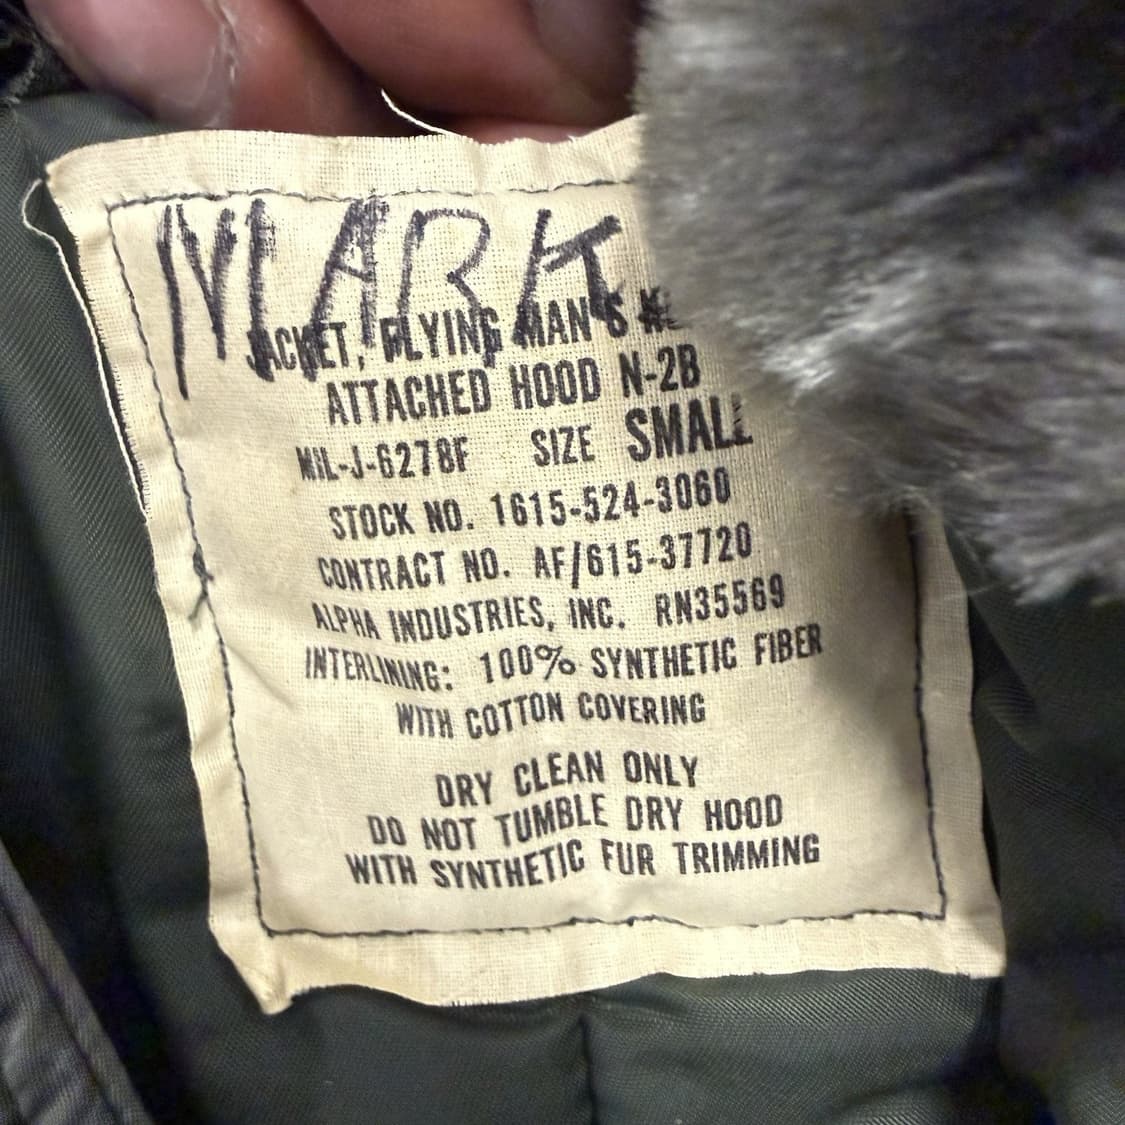 MARK
JACKET, FLYING MAN'S
ATTACHED HOOD N-2B
MIL-J-6278F SIZE SMALL
STOCK NO. 1615-524-3060
CONTRACT NO. AF/615-37720
ALPHA INDUSTRIES, INC. RN35569
INTERLINING: 100% SYNTHETIC FIBER
WITH COTTON COVERING
DRY CLEAN ONLY
DO NOT TUMBLE DRY HOOD
WITH SYNTHETIC FUR TRIMMING